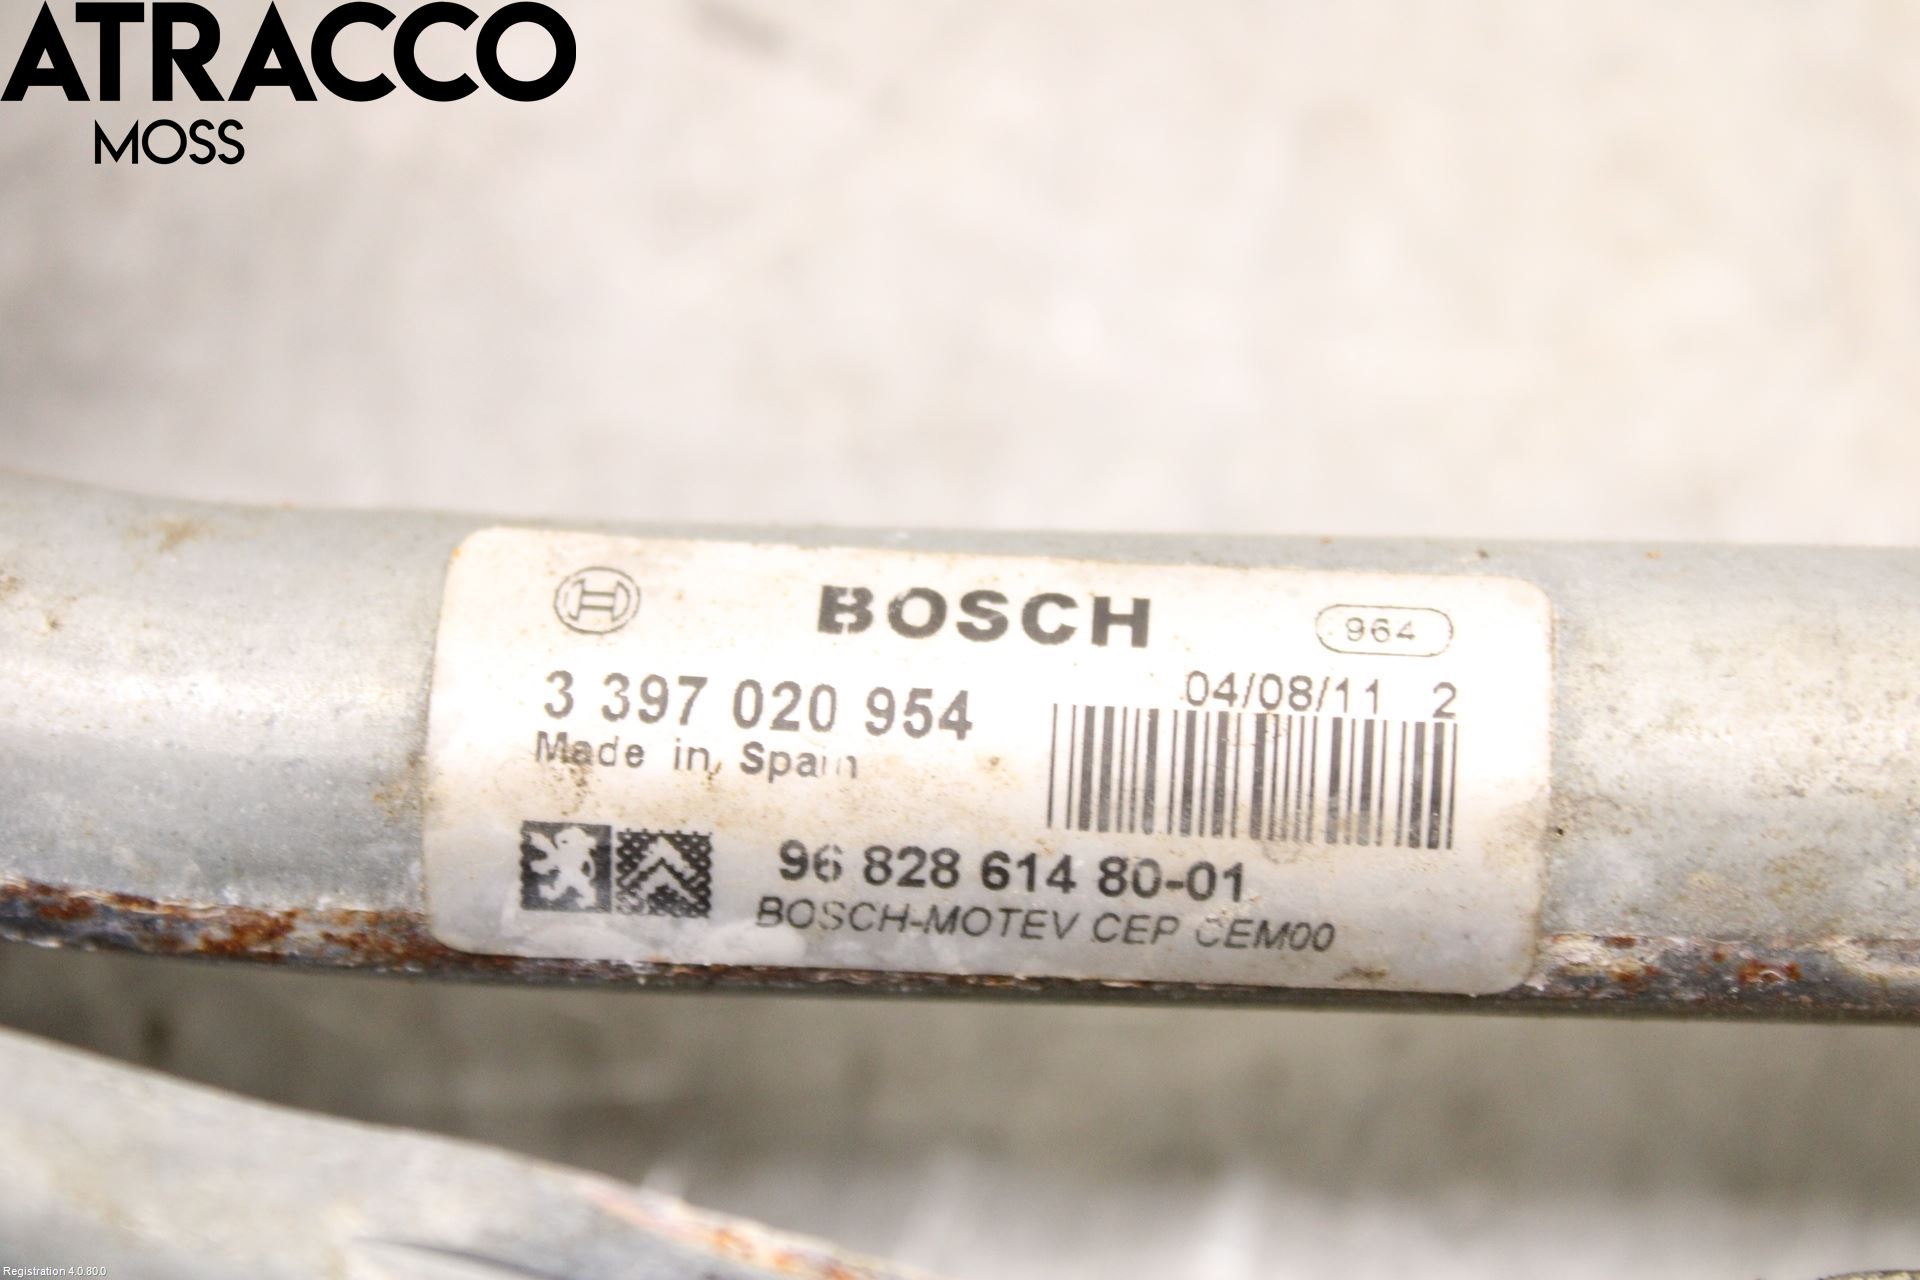 ATRACCO
MOSS
BOSCH
964
3 397 020 954
04/08/11 2
Made in Spain
96 828 614 80-01
BOSCH-MOTEV CEP CEM00
Registration 4.0.80.0